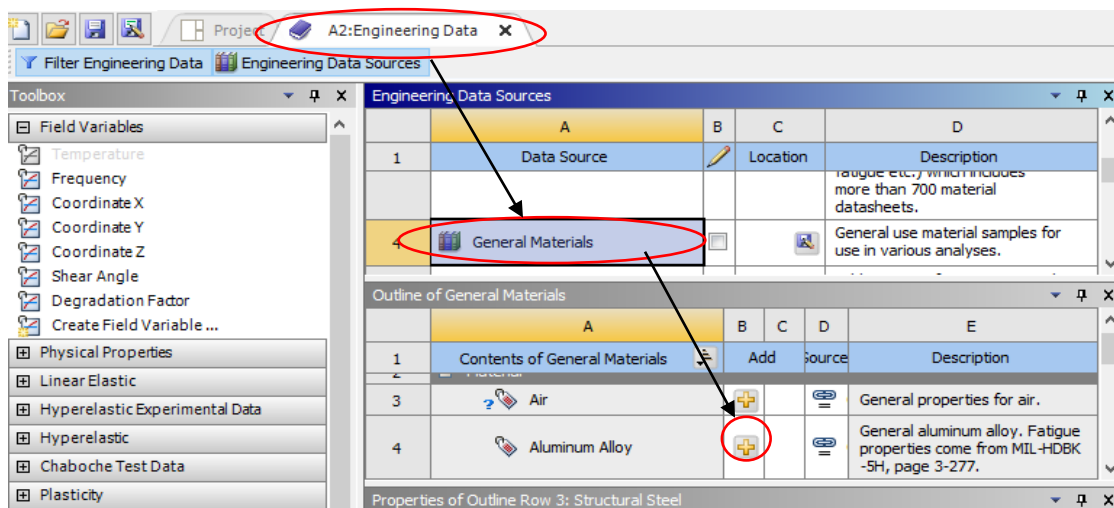 Project
A2:Engineering Data
Filter Engineering Data
Engineering Data Sources
Toolbox
Field Variables
Temperature
Frequency
Coordinate X
Coordinate Y
Coordinate Z
Shear Angle
Degradation Factor
Create Field Variable ...
Physical Properties
Linear Elastic
Hyperelastic Experimental Data
Hyperelastic
Chaboche Test Data
Plasticity
Engineering Data Sources
A B C D
1 Data Source Location Description
fatigue etc.) which includes
more than 700 material
datasheets.
4 General Materials
General use material samples for
use in various analyses.
Outline of General Materials
A B C D E
1 Contents of General Materials Add Source Description
2 Material
3 ? Air General properties for air.
4 Aluminum Alloy
General aluminum alloy. Fatigue
properties come from MIL-HDBK
-5H, page 3-277.
Properties of Outline Row 3: Structural Steel